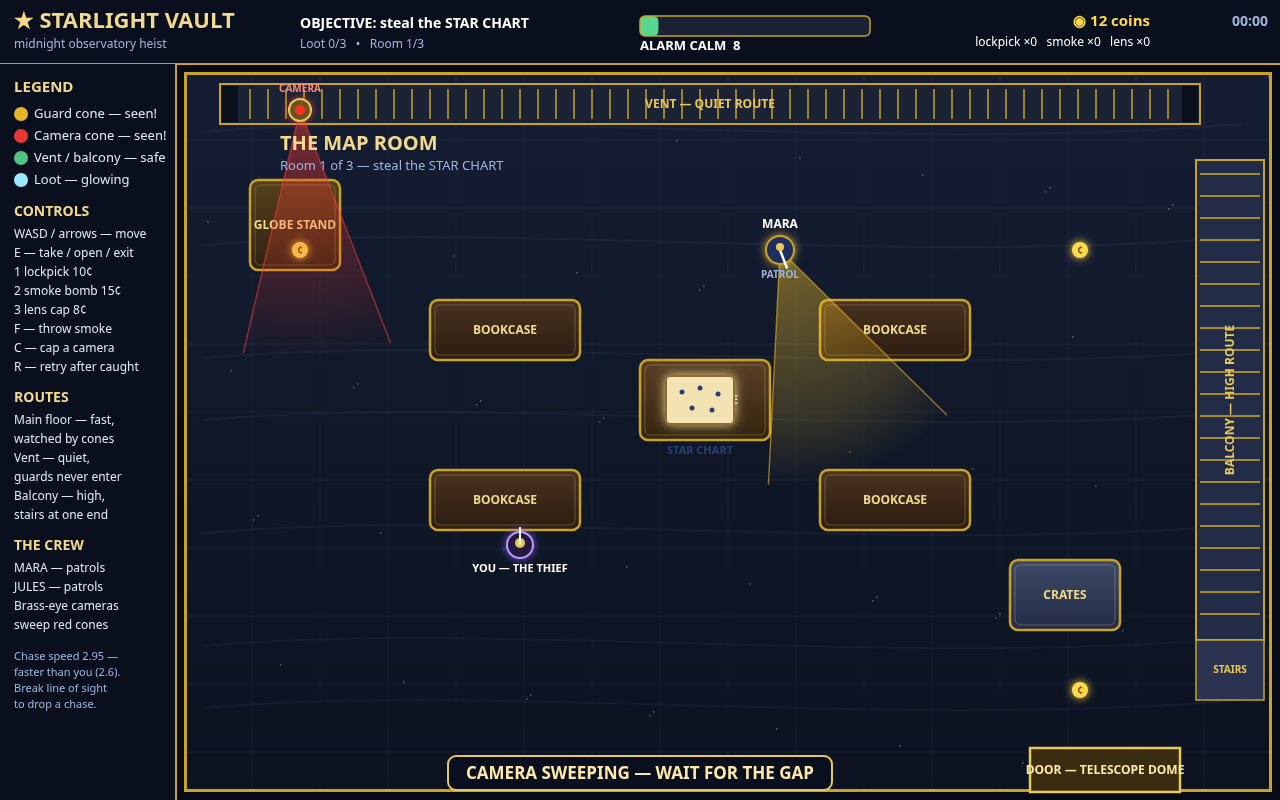 ★ STARLIGHT VAULT
midnight observatory heist
OBJECTIVE: steal the STAR CHART
Loot 0/3 • Room 1/3
ALARM CALM 8
◉ 12 coins
lockpick ×0 smoke ×0 lens ×0
00:00
LEGEND
Guard cone — seen!
Camera cone — seen!
Vent / balcony — safe
Loot — glowing
CONTROLS
WASD / arrows — move
E — take / open / exit
1 lockpick 10¢
2 smoke bomb 15¢
3 lens cap 8¢
F — throw smoke
C — cap a camera
R — retry after caught
ROUTES
Main floor — fast,
watched by cones
Vent — quiet,
guards never enter
Balcony — high,
stairs at one end
THE CREW
MARA — patrols
JULES — patrols
Brass-eye cameras
sweep red cones
Chase speed 2.95 —
faster than you (2.6).
Break line of sight
to drop a chase.
CAMERA
VENT — QUIET ROUTE
THE MAP ROOM
Room 1 of 3 — steal the STAR CHART
GLOBE STAND
¢
MARA
PATROL
¢
BOOKCASE
BOOKCASE
STAR CHART
BALCONY — HIGH ROUTE
BOOKCASE
BOOKCASE
YOU — THE THIEF
CRATES
STAIRS
¢
CAMERA SWEEPING — WAIT FOR THE GAP
DOOR — TELESCOPE DOME